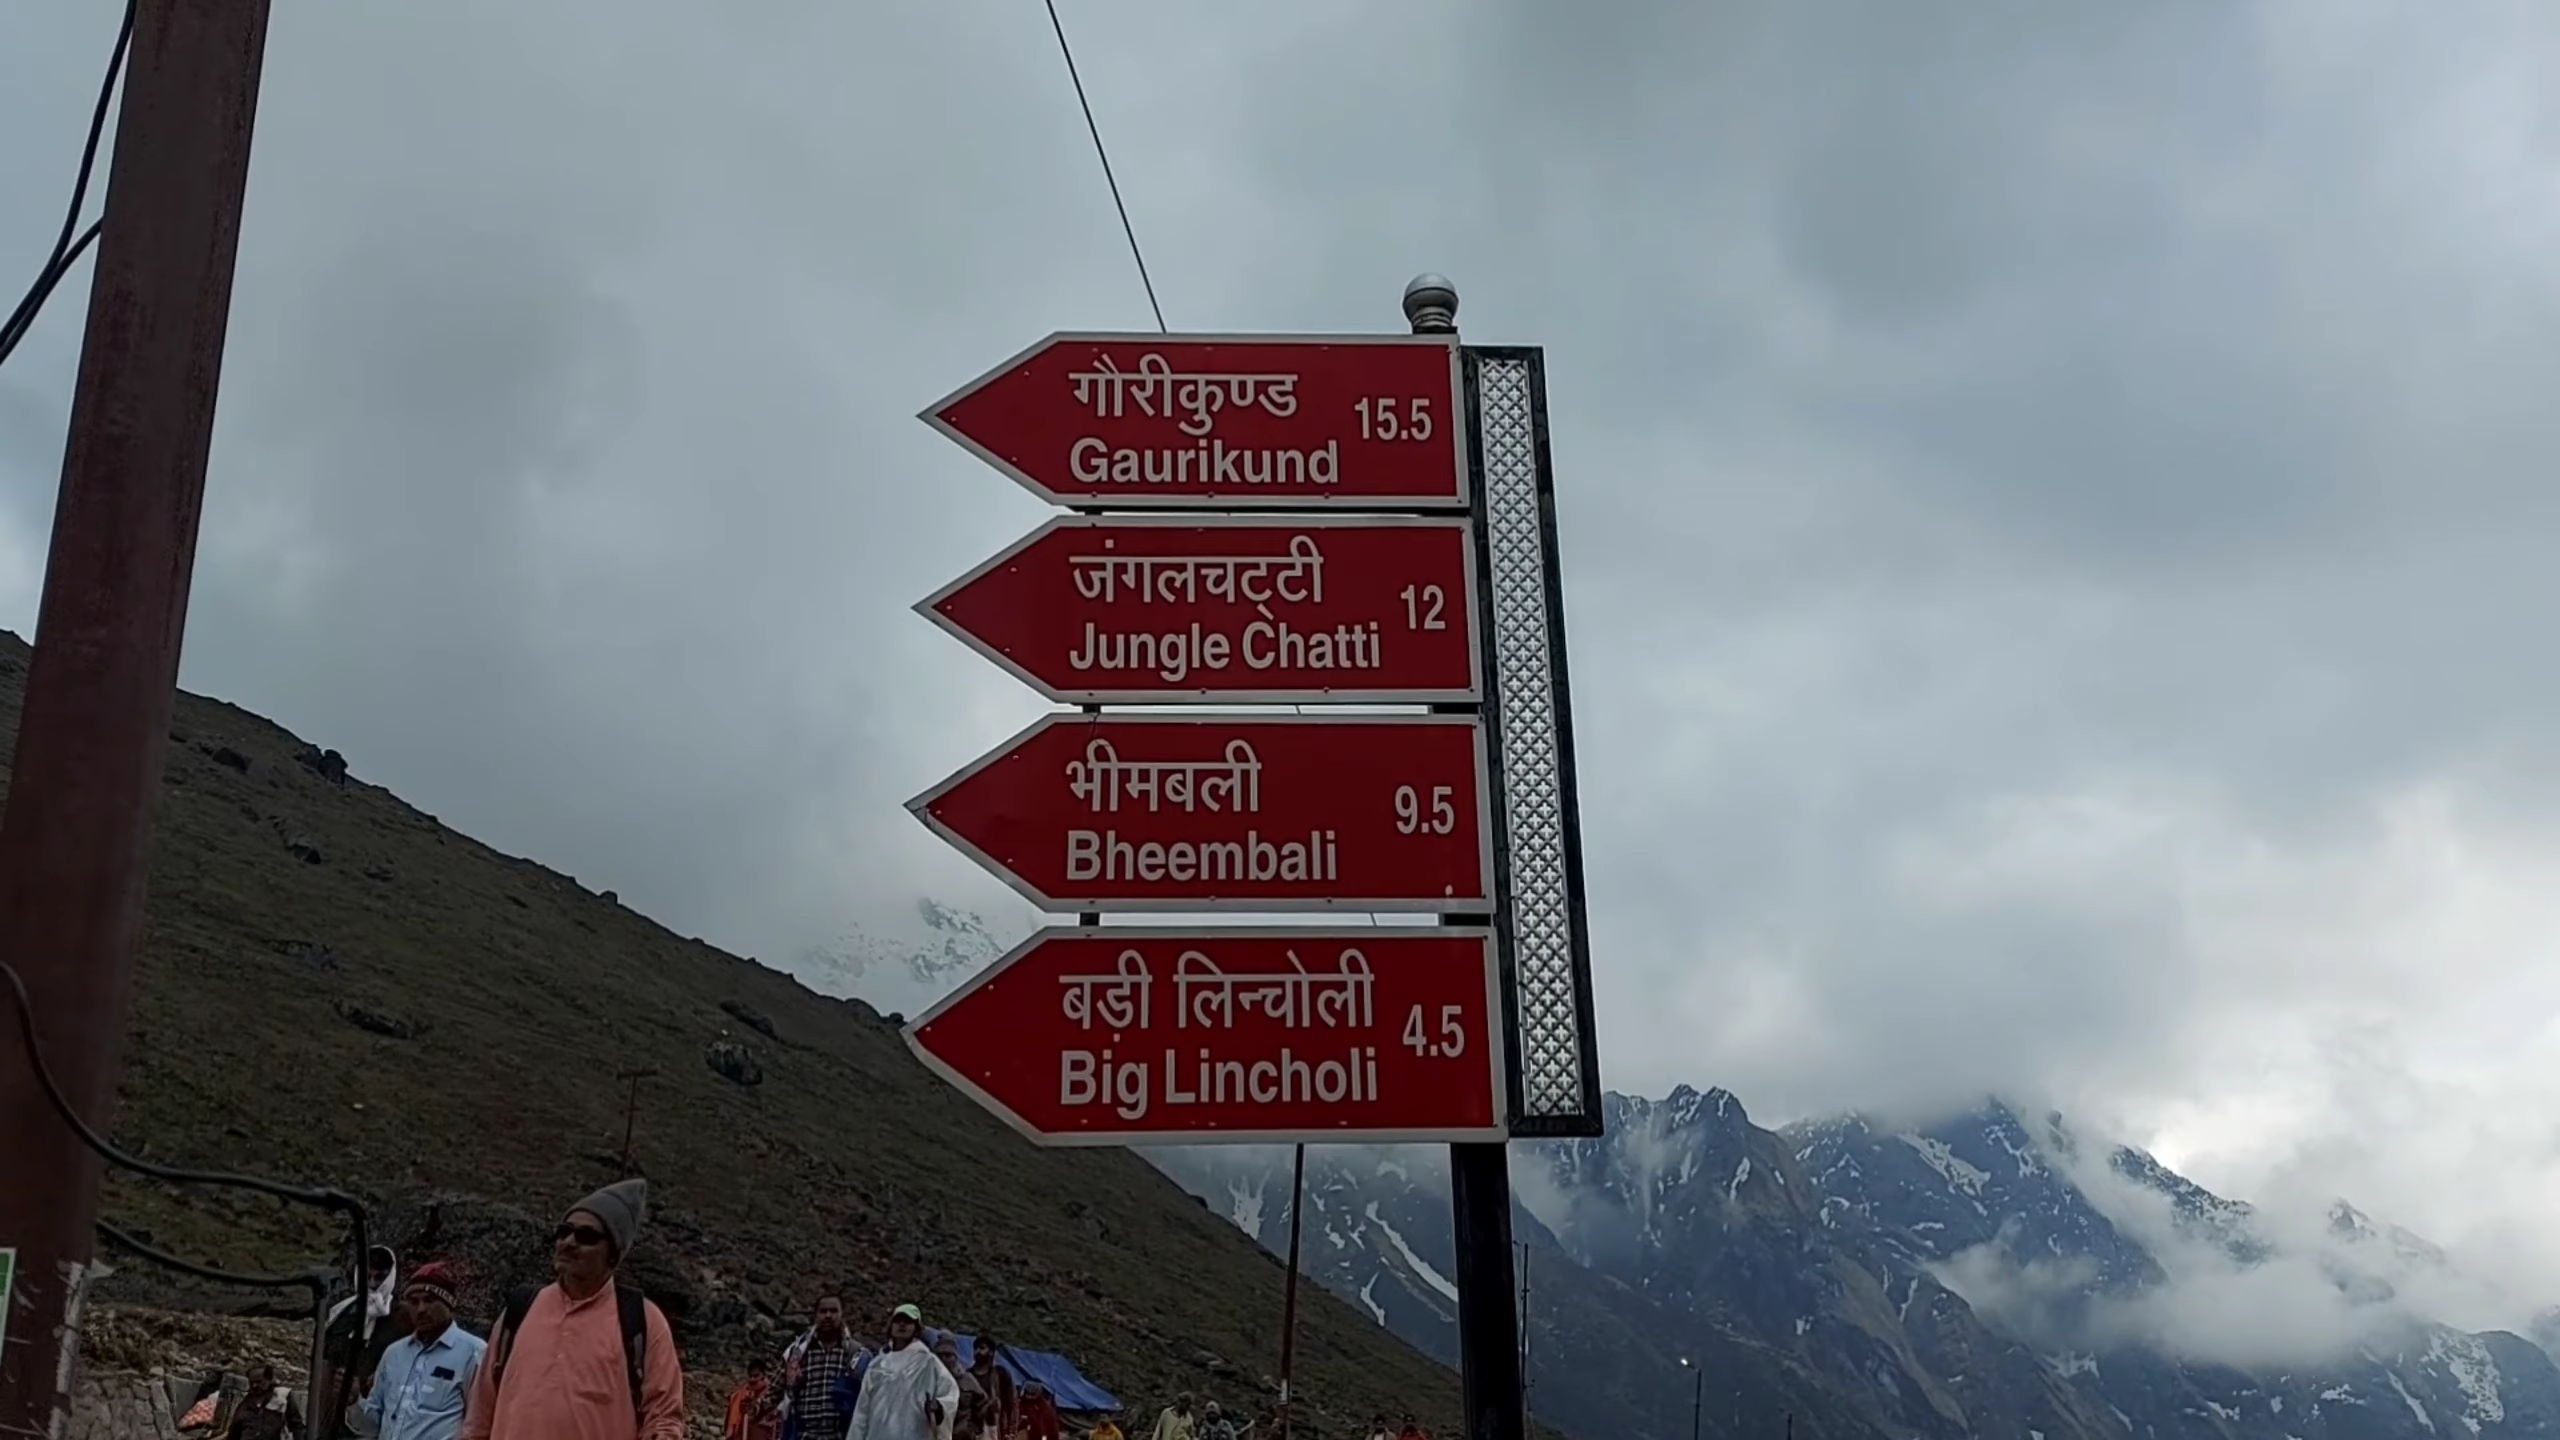 गौरीकुण्ड
Gaurikund
15.5
जंगलचट्टी
Jungle Chatti
12
भीमबली
Bheembali
9.5
बड़ी लिन्चोली
Big Lincholi
4.5